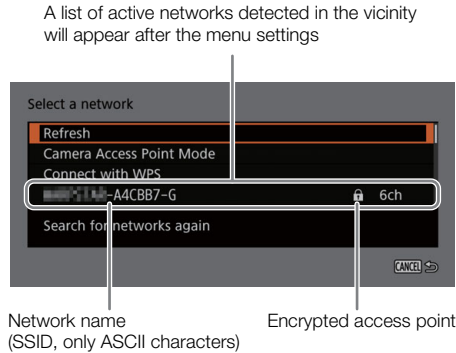 A list of active networks detected in the vicinity
will appear after the menu settings
Select a network
Refresh
Camera Access Point Mode
Connect with WPS
-A4CBB7-G 6ch
Search for networks again
CANCEL
Network name
(SSID, only ASCII characters)
Encrypted access point